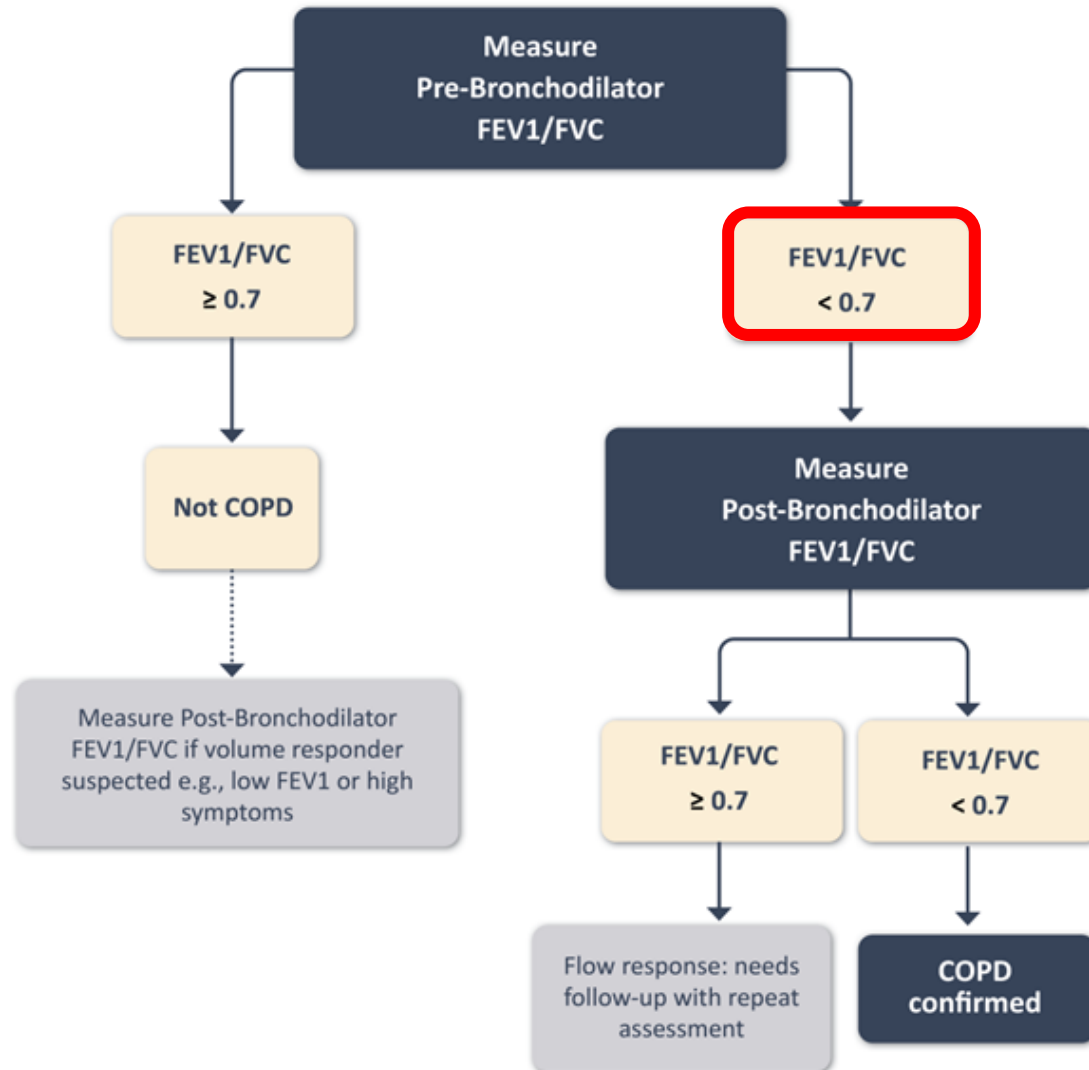 Measure
Pre-Bronchodilator
FEV1/FVC
FEV1/FVC
≥ 0.7
FEV1/FVC
< 0.7
Not COPD
Measure
Post-Bronchodilator
FEV1/FVC
Measure Post-Bronchodilator
FEV1/FVC if volume responder
suspected e.g., low FEV1 or high
symptoms
FEV1/FVC
≥ 0.7
FEV1/FVC
< 0.7
Flow response: needs
follow-up with repeat
assessment
COPD
confirmed